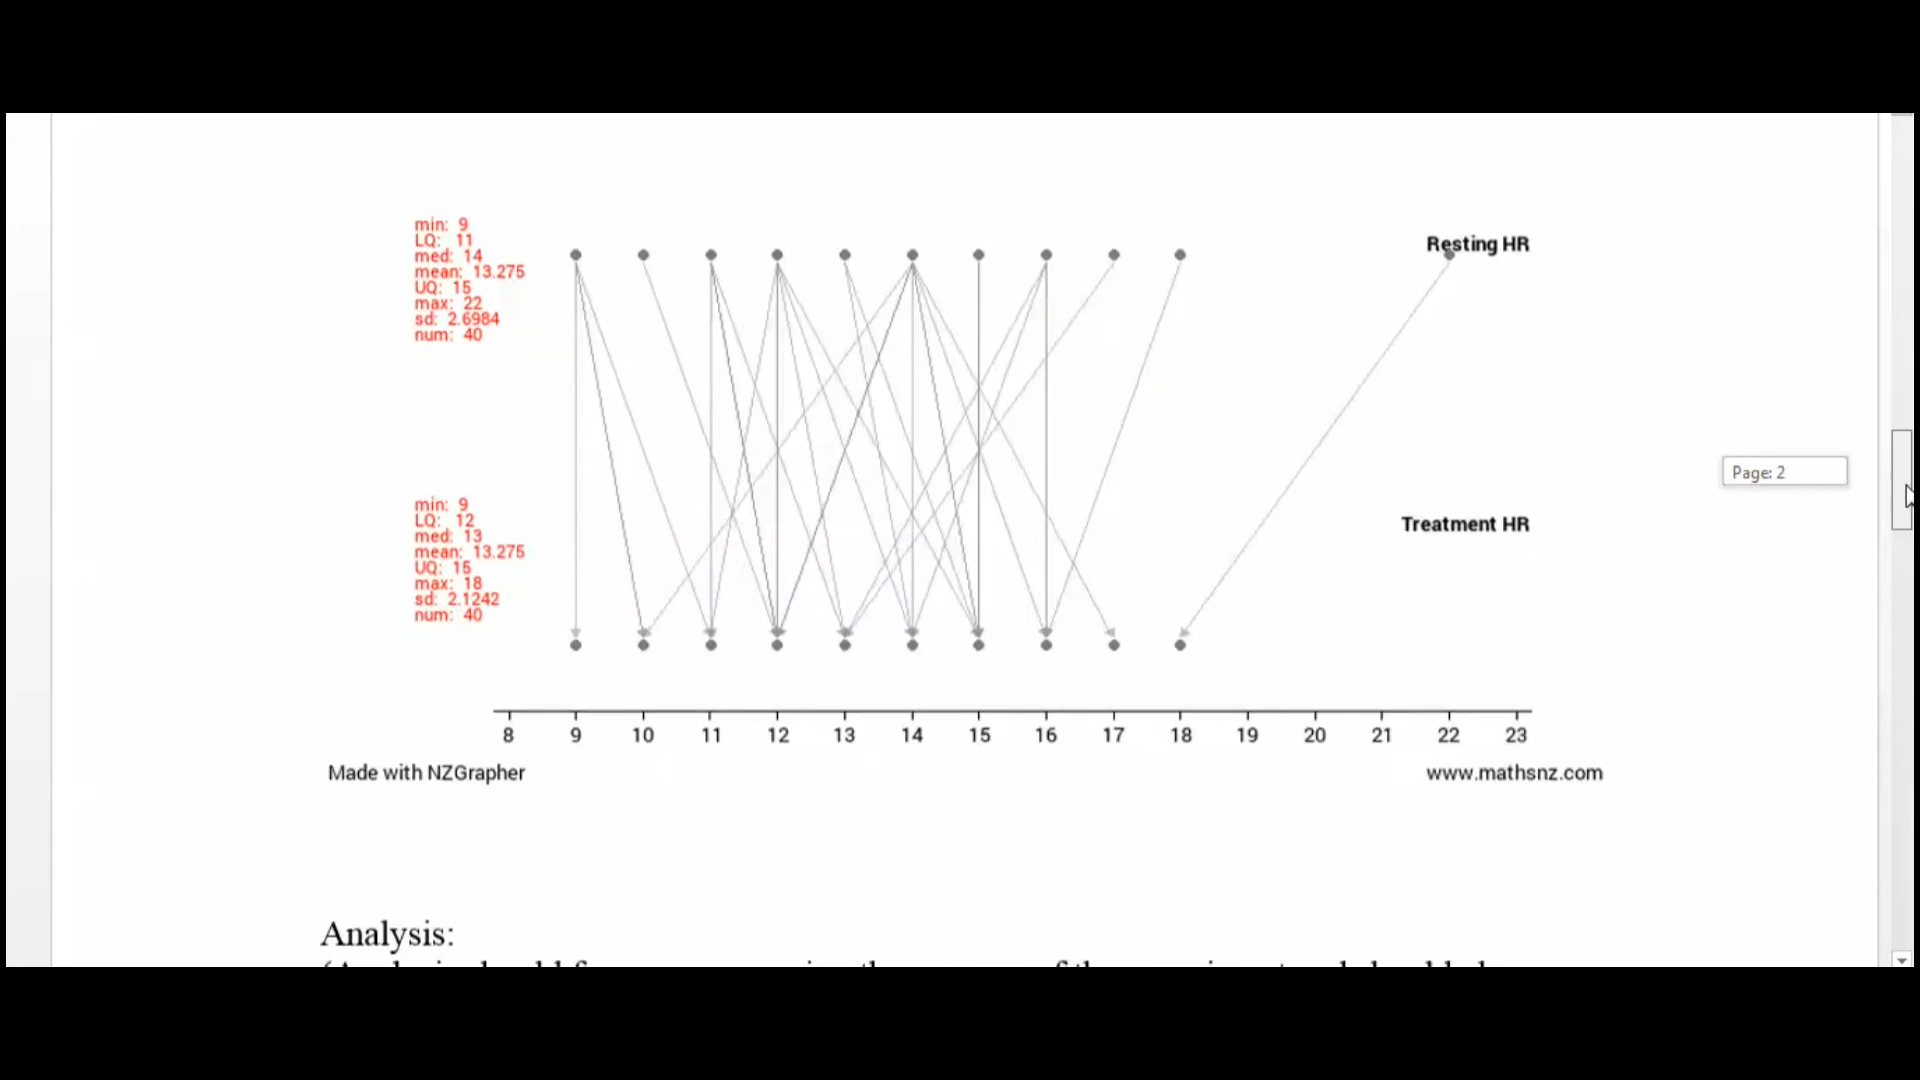 min: 9
LQ: 11
med: 14
mean: 13.275
UQ: 15
max: 22
sd: 2.6984
num: 40
Resting HR
Page: 2
min: 9
LQ: 12
med: 13
mean: 13.275
UQ: 15
max: 18
sd: 2.1242
num: 40
Treatment HR
8 9 10 11 12 13 14 15 16 17 18 19 20 21 22 23
Made with NZGrapher
www.mathsnz.com
Analysis: